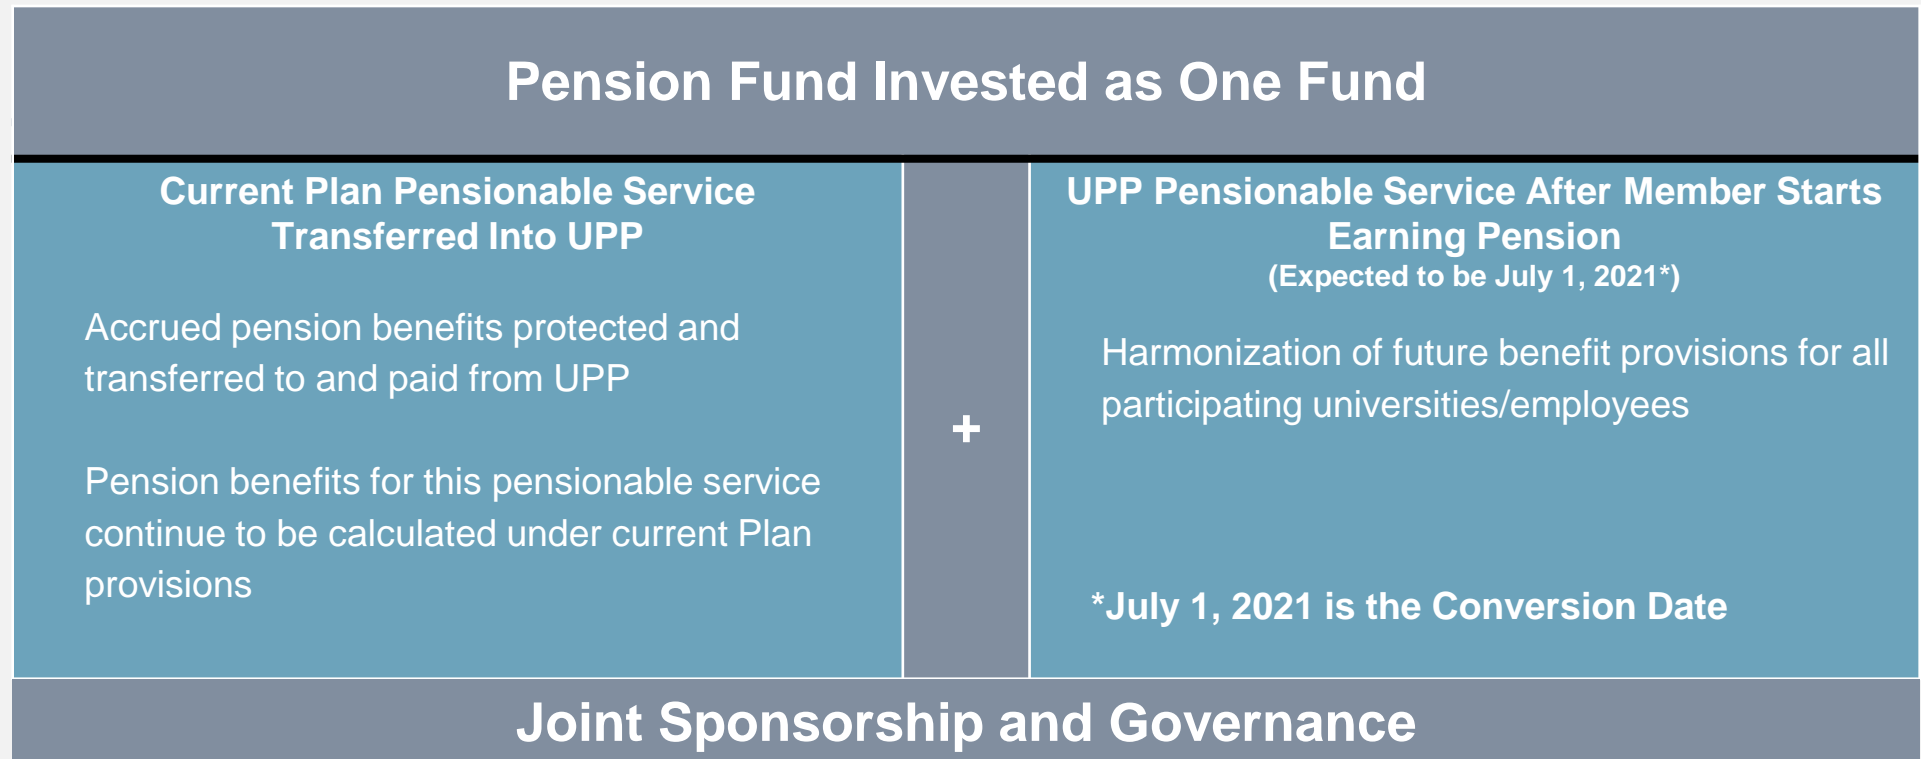 Pension Fund Invested as One Fund
Current Plan Pensionable Service
Transferred Into UPP
Accrued pension benefits protected and
transferred to and paid from UPP
Pension benefits for this pensionable service
continue to be calculated under current Plan
provisions
+
UPP Pensionable Service After Member Starts
Earning Pension
(Expected to be July 1, 2021*)
Harmonization of future benefit provisions for all
participating universities/employees
*July 1, 2021 is the Conversion Date
Joint Sponsorship and Governance